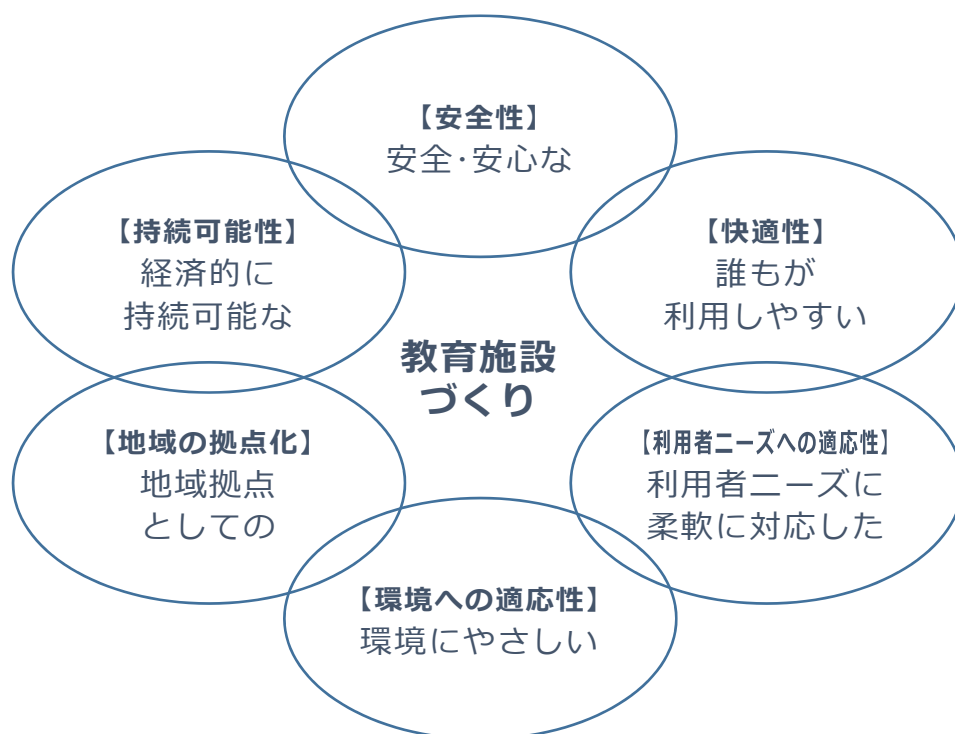 【安全性】
安全・安心な
【持続可能性】
経済的に
持続可能な
【快適性】
誰もが
利用しやすい
教育施設
づくり
【地域の拠点化】
地域拠点
としての
【利用者ニーズへの適応性】
利用者ニーズに
柔軟に対応した
【環境への適応性】
環境にやさしい